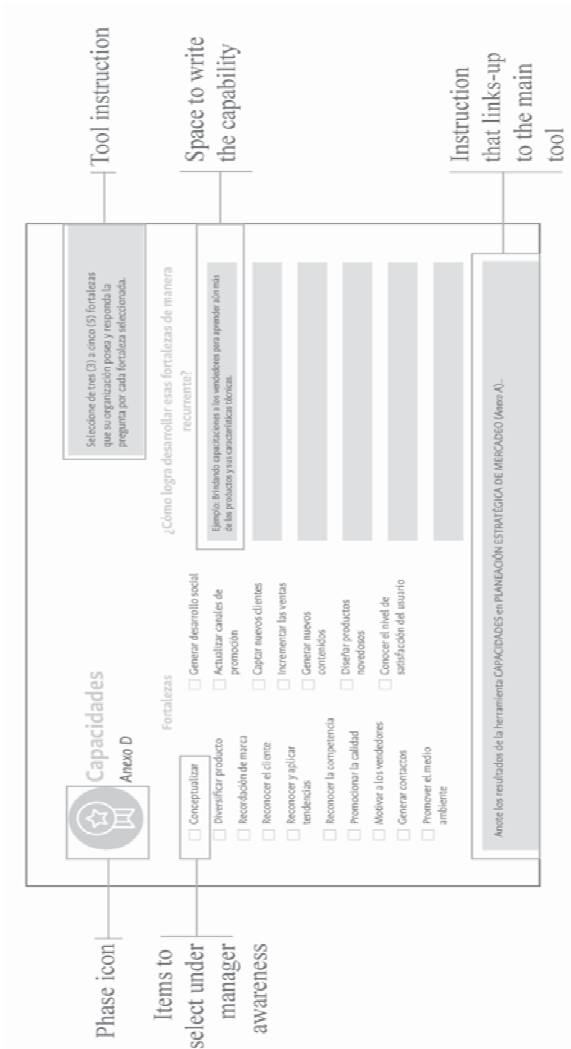 Tool instruction
Space to write
the capability
Instruction
that links-up
to the main
tool
Phase icon
Items to
select under
manager
awareness
Capacidades
Anexo D
Seleccione de tres (3) a cinco (5) fortalezas
que su organización posea y responda la
pregunta por cada fortaleza seleccionada.
Fortalezas
Conceptualizar
Diversificar producto
Recordación de marca
Reconocer el cliente
Reconocer y aplicar
tendencias
Reconocer la competencia
Promocionar la calidad
Motivar a los vendedores
Generar contactos
Promover el medio
ambiente
Generar desarrollo social
Actualizar canales de
promoción
Captar nuevos clientes
Incrementar las ventas
Generar nuevos
contenidos
Diseñar productos
novedosos
Conocer el nivel de
satisfacción del usuario
¿Cómo logra desarrollar esas fortalezas de manera
recurrente?
Ejemplo: Brindando capacitaciones a los vendedores para aprender aún más
de los productos y sus características técnicas.
Anote los resultados de la herramienta CAPACIDADES en PLANEACIÓN ESTRATÉGICA DE MERCADEO (Anexo A)..